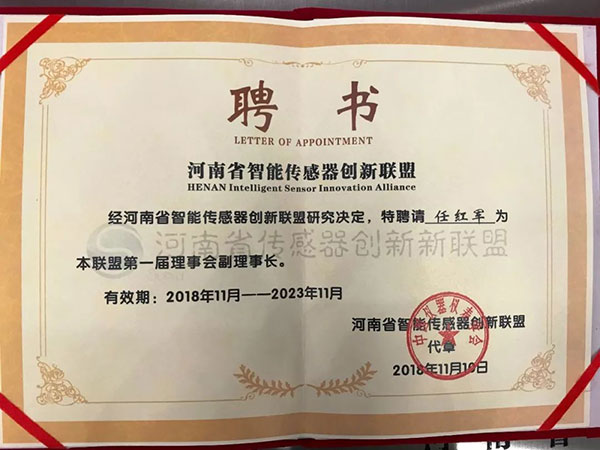 聘书
LETTER OF APPOINTMENT
河南省智能传感器创新联盟
HENAN Intelligent Sensor Innovation Alliance
经河南省智能传感器创新联盟研究决定，特聘请 任红军 为
河南省传感器创新新联盟
本联盟第一届理事会副理事长。
有效期：2018年11月——2023年11月
河南省智能传感器创新联盟
代章
2018年11月10日